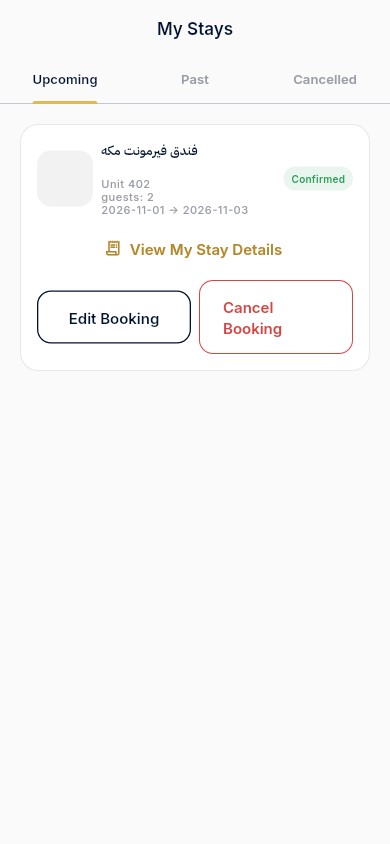 My Stays
Upcoming
Past
Cancelled
فندق فيرمونت مكه
Unit 402
guests: 2
2026-11-01 → 2026-11-03
Confirmed
View My Stay Details
Edit Booking
Cancel
Booking